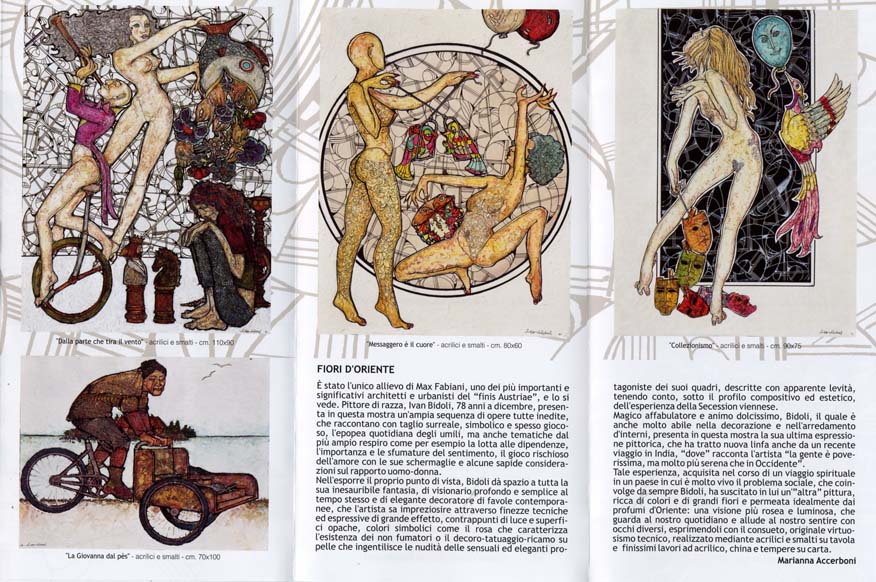 "Dalla parte che tira il vento" - acrilici e smalti - cm. 110x90
"La Giovanna dal pès" - acrilici e smalti - cm. 70x100
"Messaggero è il cuore" - acrilici e smalti - cm. 80x60
FIORI D'ORIENTE
È stato l'unico allievo di Max Fabiani, uno dei più importanti e
significativi architetti e urbanisti del "finis Austriae", e lo si
vede. Pittore di razza, Ivan Bidoli, 78 anni a dicembre, presen-
ta in questa mostra un'ampia sequenza di opere tutte inedite,
che raccontano con taglio surreale, simbolico e spesso gioco-
so, l'epopea quotidiana degli umili, ma anche tematiche dal
più ampio respiro come per esempio la lotta alle dipendenze,
l'importanza e le sfumature del sentimento, il gioco rischioso
dell'amore con le sue schermaglie e alcune sapide considera-
zioni sul rapporto uomo-donna.
Nell'esporre il proprio punto di vista, Bidoli dà spazio a tutta la
sua inesauribile fantasia, di visionario profondo e semplice al
tempo stesso e di elegante decoratore di favole contempora-
nee, che l'artista sa impreziosire attraverso finezze tecniche
ed espressive di grande effetto, contrappunti di luce e superfi-
ci opache, colori simbolici come il rosa che caratterizza
l'esistenza dei non fumatori o il decoro-tatuaggio-ricamo su
pelle che ingentilisce le nudità delle sensuali ed eleganti pro-
"Collezionismo" - acrilici e smalti - cm. 90x75
tagoniste dei suoi quadri, descritte con apparente levità,
tenendo conto, sotto il profilo compositivo ed estetico,
dell'esperienza della Secession viennese.
Magico affabulatore e animo dolcissimo, Bidoli, il quale è
anche molto abile nella decorazione e nell'arredamento
d'interni, presenta in questa mostra la sua ultima espressio-
ne pittorica, che ha tratto nuova linfa anche da un recente
viaggio in India, "dove" racconta l'artista "la gente è pove-
rissima, ma molto più serena che in Occidente".
Tale esperienza, acquisita nel corso di un viaggio spirituale
in un paese in cui è molto vivo il problema sociale, che coin-
volge da sempre Bidoli, ha suscitato in lui un'"altra" pittura,
ricca di colori e di grandi fiori e permeata idealmente dai
profumi d'Oriente: una visione più rosea e luminosa, che
guarda al nostro quotidiano e allude al nostro sentire con
occhi diversi, esprimendoli con il consueto, originale virtuo-
sismo tecnico, realizzato mediante acrilici e smalti su tavola
e finissimi lavori ad acrilico, china e tempere su carta.
Marianna Accerboni